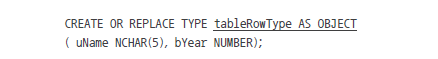 CREATE OR REPLACE TYPE tableRowType AS OBJECT
( uName NCHAR(5), bYear NUMBER);